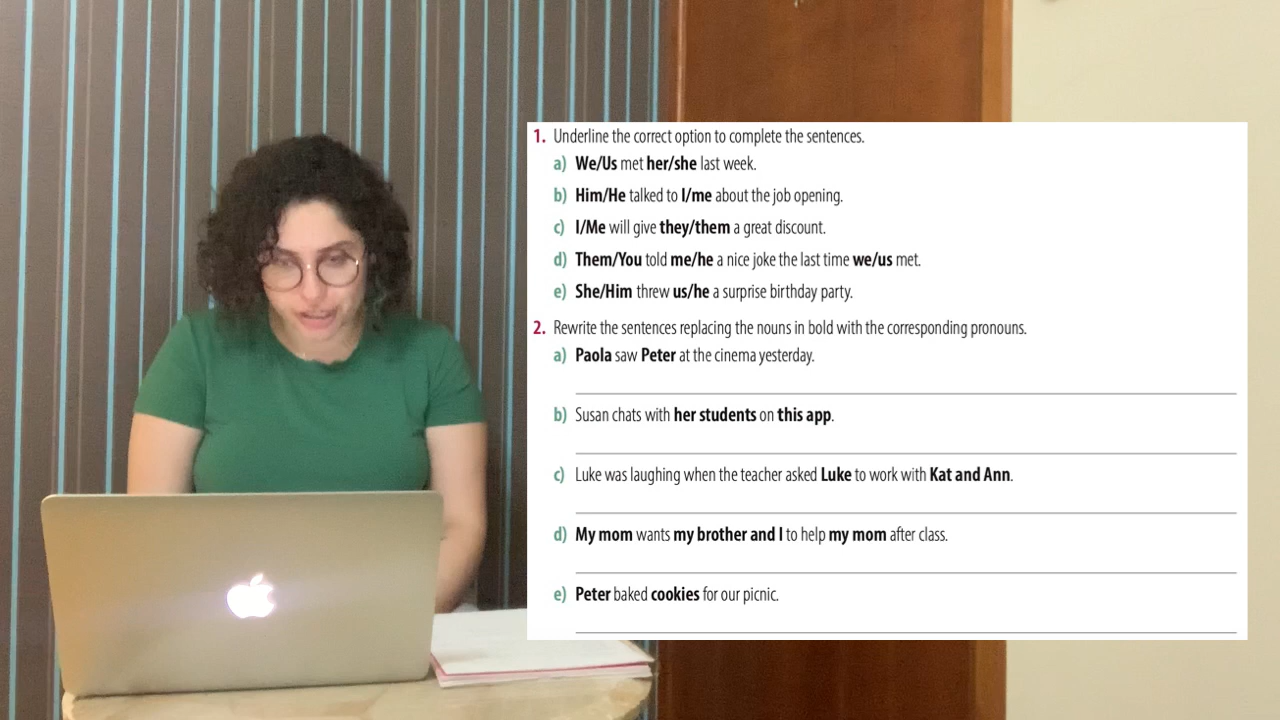 1. Underline the correct option to complete the sentences.
a) We/Us met her/she last week.
b) Him/He talked to I/me about the job opening.
c) I/Me will give they/them a great discount.
d) Them/You told me/he a nice joke the last time we/us met.
e) She/Him threw us/he a surprise birthday party.
2. Rewrite the sentences replacing the nouns in bold with the corresponding pronouns.
a) Paola saw Peter at the cinema yesterday.
b) Susan chats with her students on this app.
c) Luke was laughing when the teacher asked Luke to work with Kat and Ann.
d) My mom wants my brother and I to help my mom after class.
e) Peter baked cookies for our picnic.